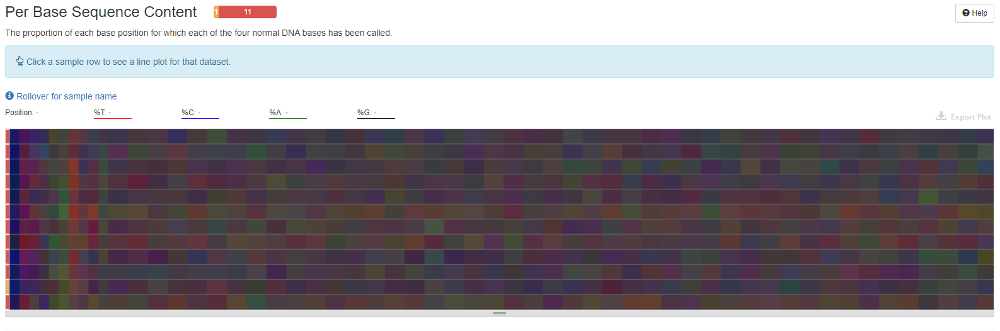 Per Base Sequence Content 1 11
Help
The proportion of each base position for which each of the four normal DNA bases has been called.
Click a sample row to see a line plot for that dataset.
Rollover for sample name
Position: - %T: - %C: - %A: - %G: -
Export Plot